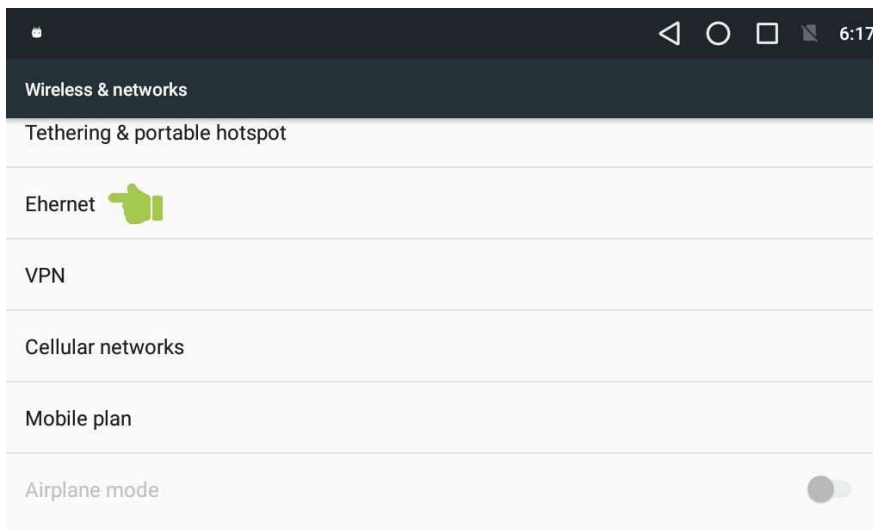 6:17
Wireless & networks
Tethering & portable hotspot
Ehernet
VPN
Cellular networks
Mobile plan
Airplane mode